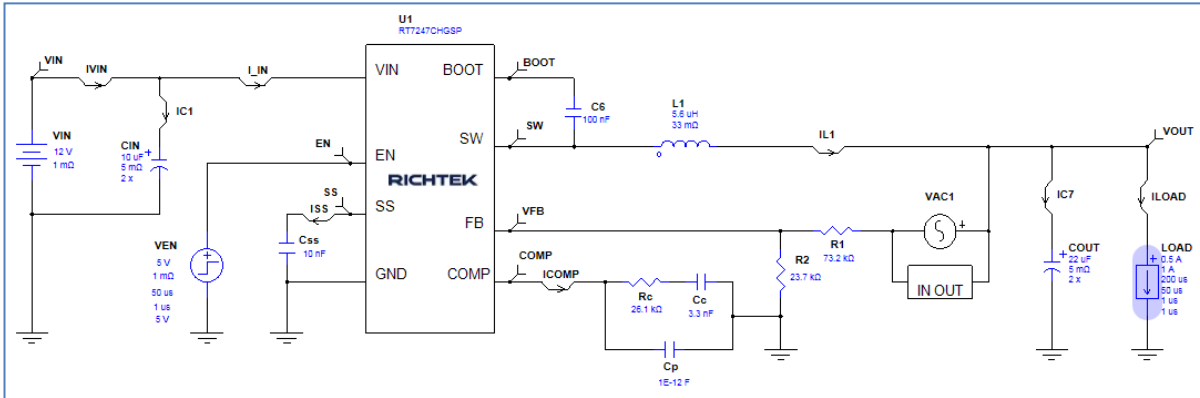 U1
RT7247CHGSP
VIN
IVIN
I_IN
IC1
VIN
12 V
1 mΩ
CIN
10 uF
5 mΩ
2 x
+
VIN
BOOT
EN
SW
RICHTEK
SS
FB
GND
COMP
EN
SS
ISS
Css
10 nF
VEN
5 V
1 mΩ
50 us
1 us
5 V
+
BOOT
C6
100 nF
SW
L1
5.6 uH
33 mΩ
o
IL1
VOUT
VFB
R1
73.2 kΩ
VAC1
+
IN OUT
R2
23.7 kΩ
COMP
ICOMP
Rc
26.1 kΩ
Cc
3.3 nF
Cp
1E-12 F
IC7
COUT
22 uF
5 mΩ
2 x
+
ILOAD
LOAD
0.5 A
1 A
200 us
50 us
1 us
1 us
+